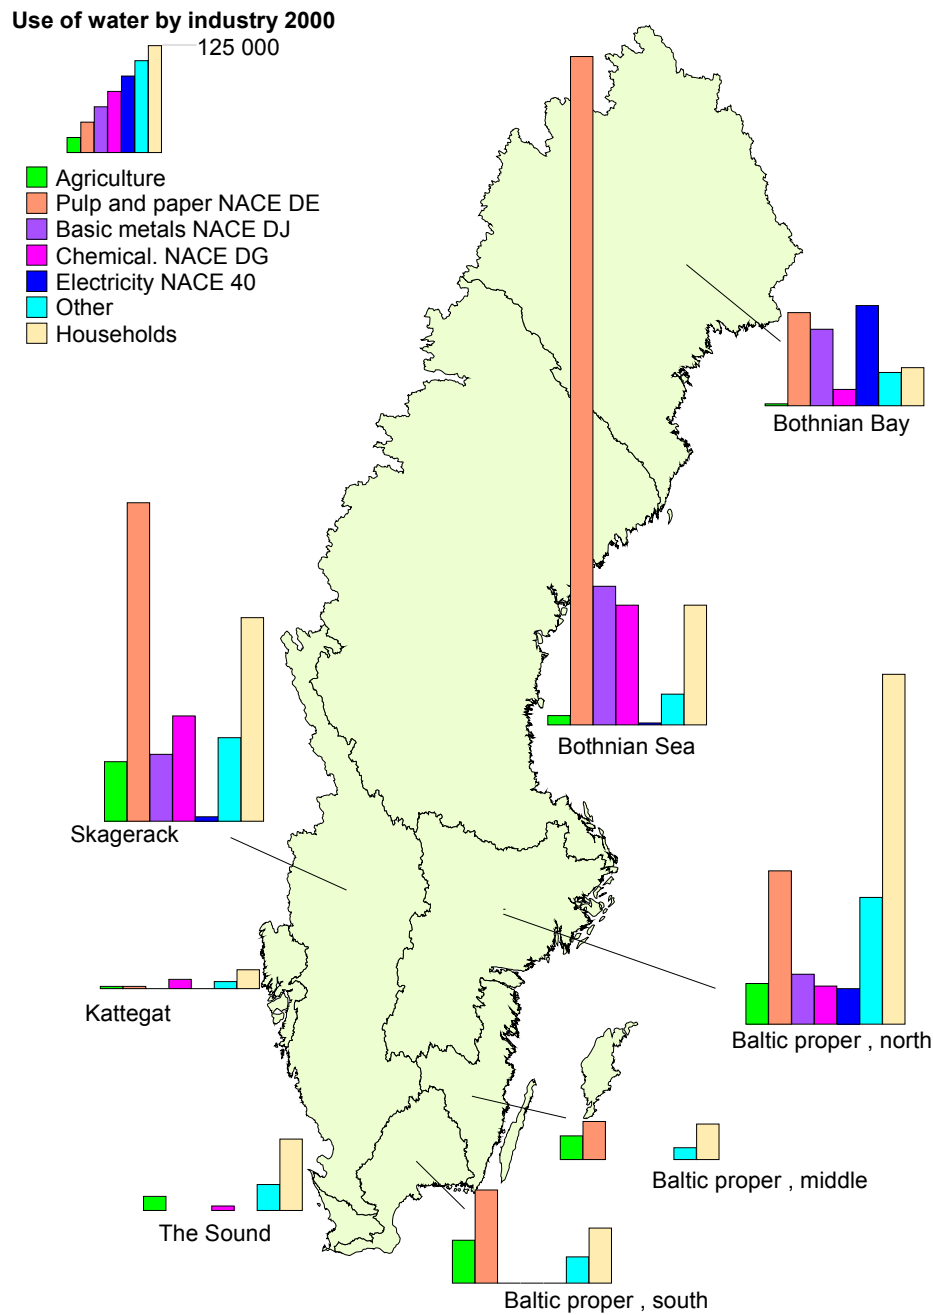 Use of water by industry 2000
125 000
Agriculture
Pulp and paper NACE DE
Basic metals NACE DJ
Chemical. NACE DG
Electricity NACE 40
Other
Households
Bothnian Bay
Bothnian Sea
Skagerack
Kattegat
Baltic proper , north
Baltic proper , middle
The Sound
Baltic proper , south